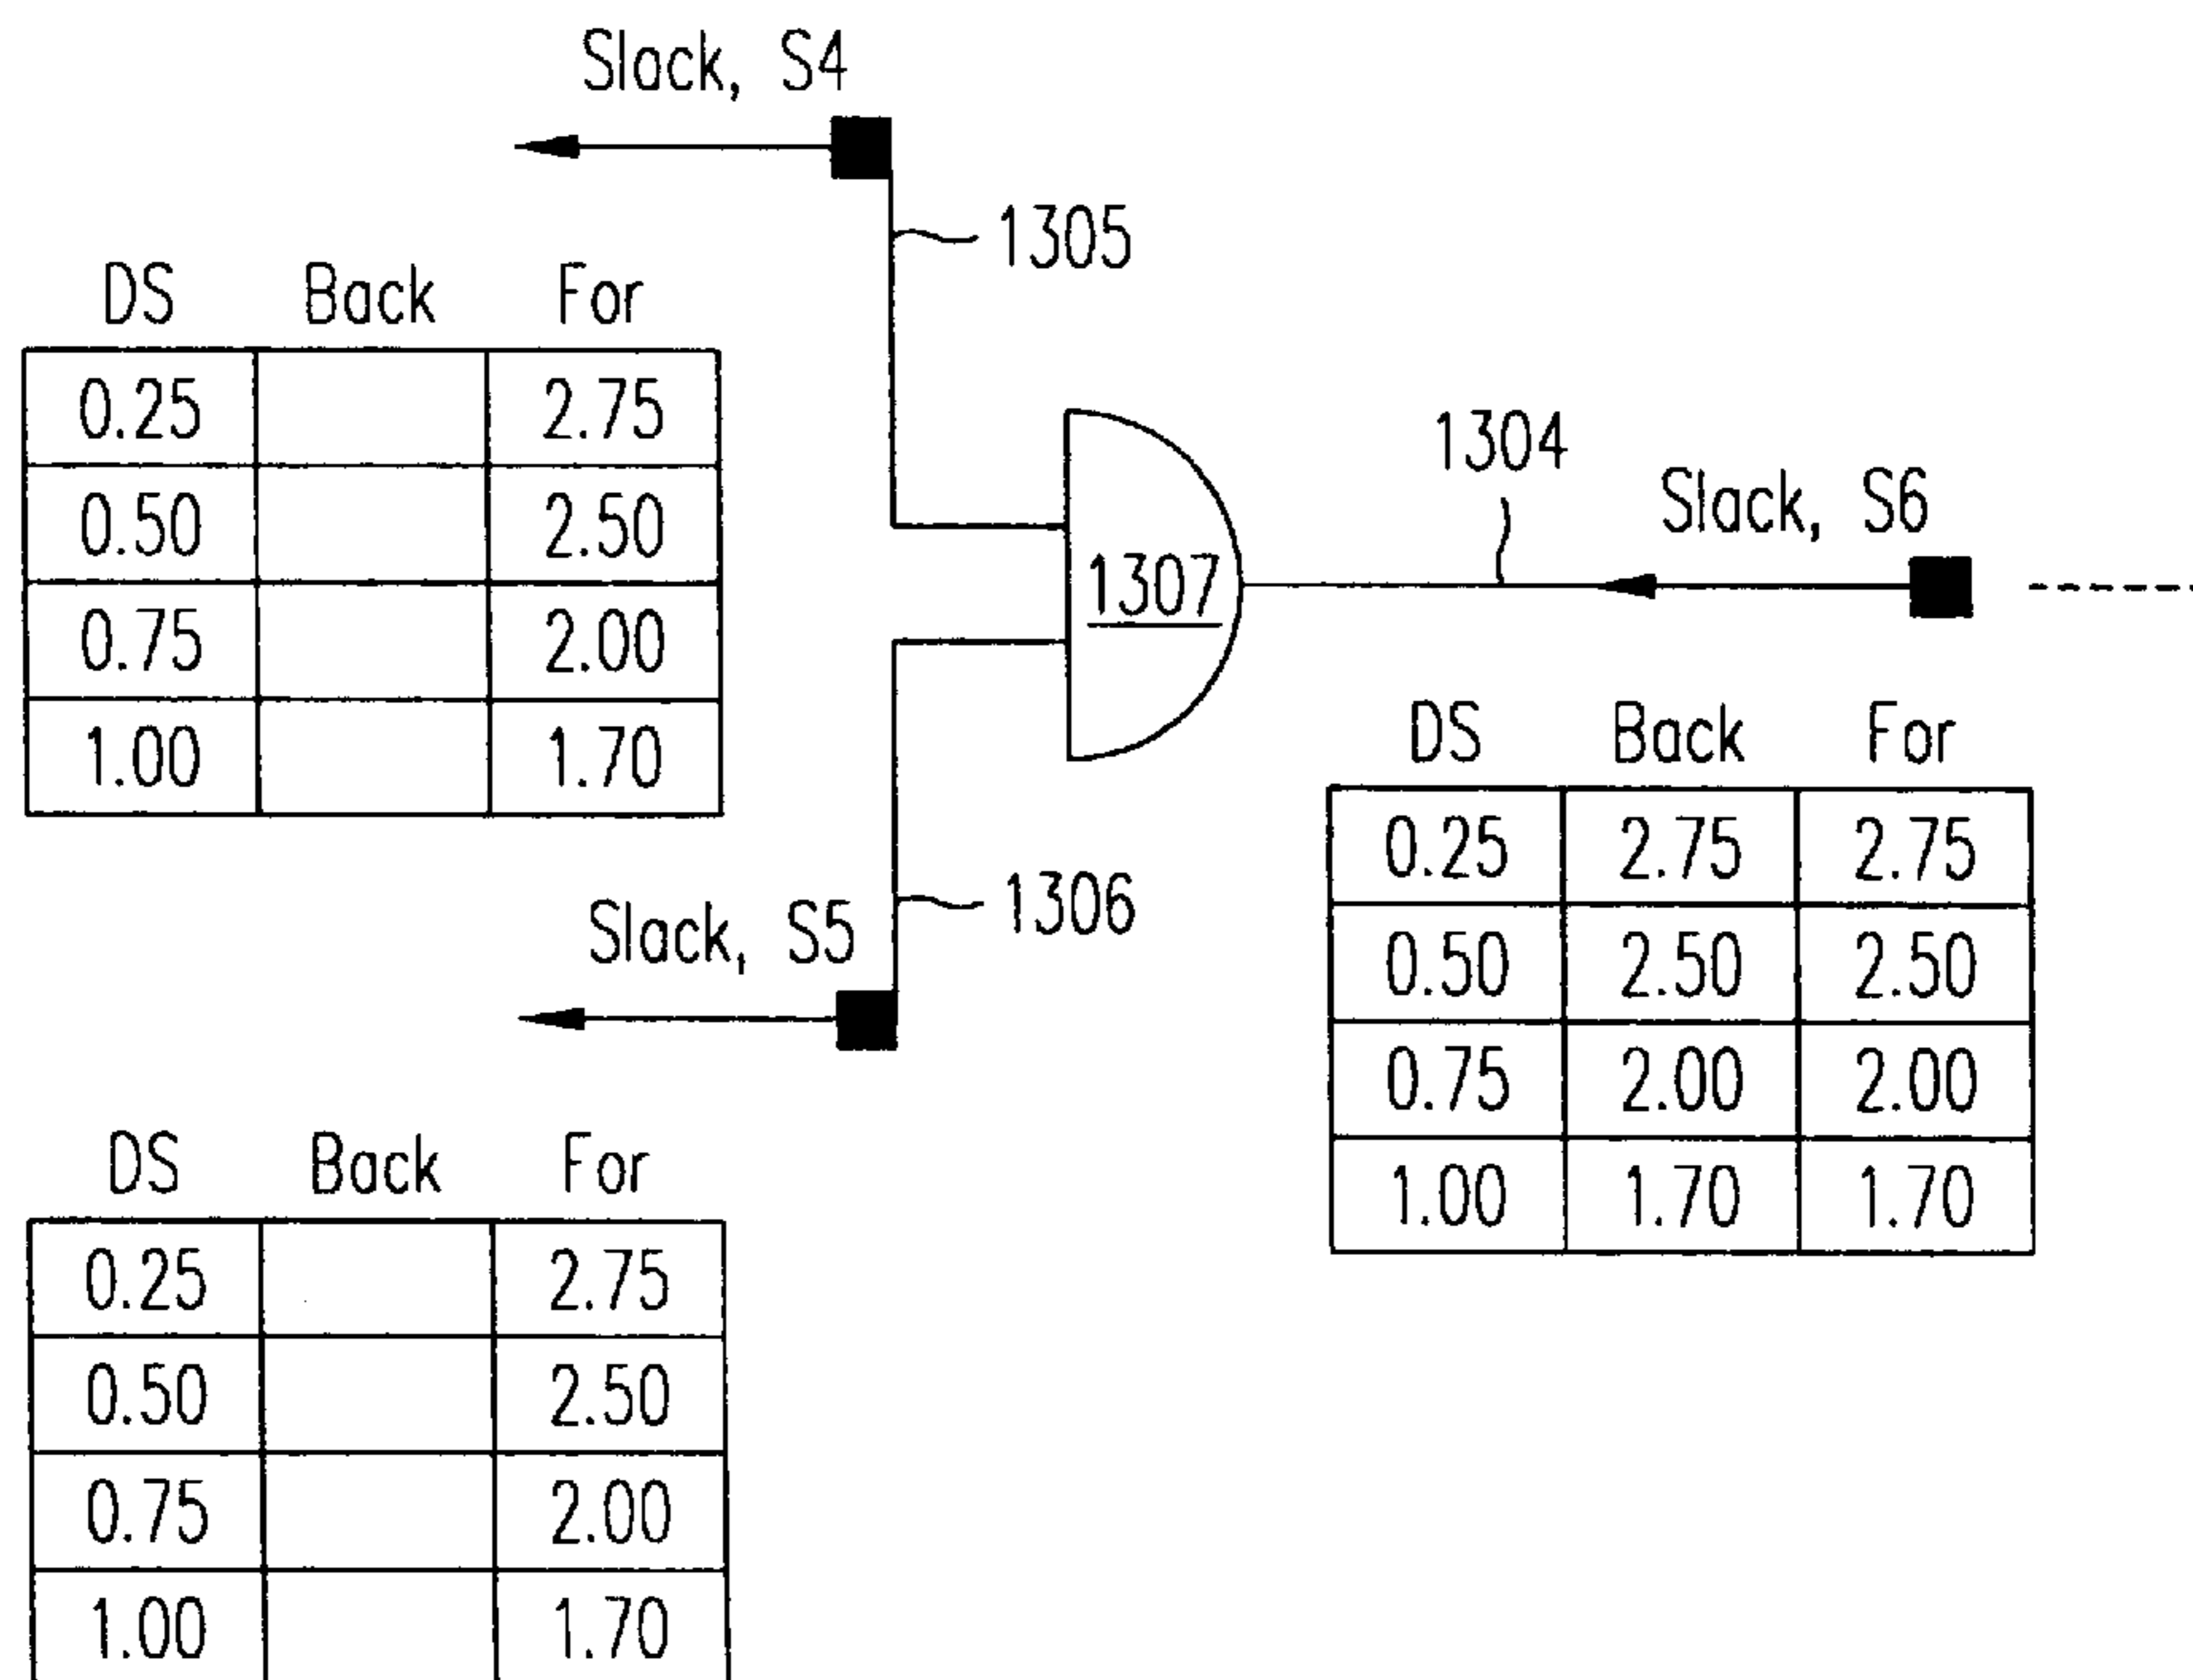 Slack, S4
1305
DS Back For
0.25 2.75
0.50 2.50
0.75 2.00
1.00 1.70
1307
1304
Slack, S6
DS Back For
0.25 2.75 2.75
0.50 2.50 2.50
0.75 2.00 2.00
1.00 1.70 1.70
1306
Slack, S5
DS Back For
0.25 2.75
0.50 2.50
0.75 2.00
1.00 1.70